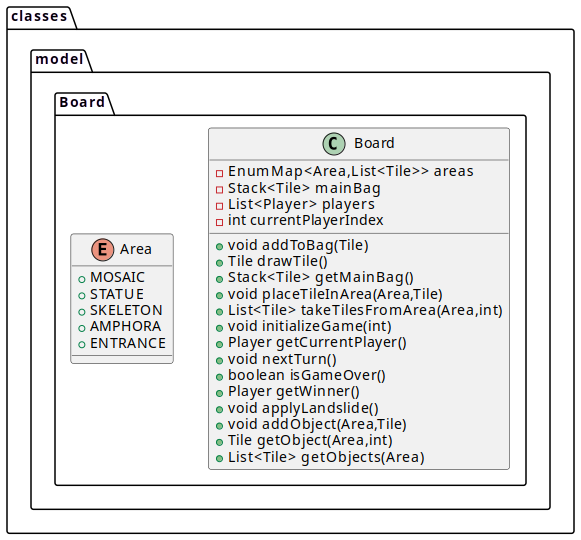 classes
model
Board
E Area
MOSAIC
STATUE
SKELETON
AMPHORA
ENTRANCE
C Board
EnumMap<Area,List<Tile>> areas
Stack<Tile> mainBag
List<Player> players
int currentPlayerIndex
void addToBag(Tile)
Tile drawTile()
Stack<Tile> getMainBag()
void placeTileInArea(Area,Tile)
List<Tile> takeTilesFromArea(Area,int)
void initializeGame(int)
Player getCurrentPlayer()
void nextTurn()
boolean isGameOver()
Player getWinner()
void applyLandslide()
void addObject(Area,Tile)
Tile getObject(Area,int)
List<Tile> getObjects(Area)